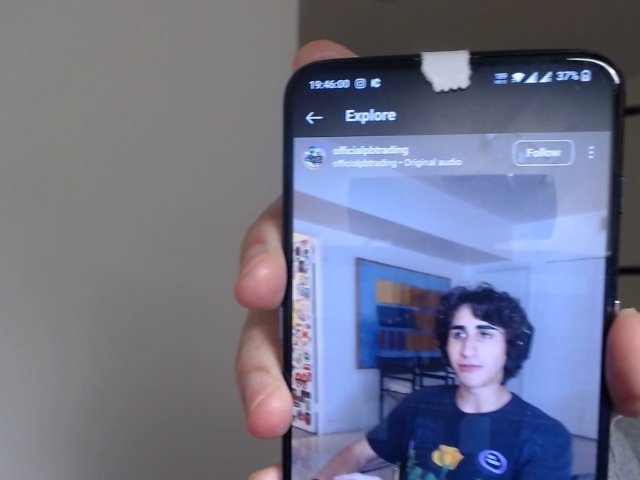 19:46:00
37%
Explore
officialpbtrading
officialpbtrading • Original audio
Follow